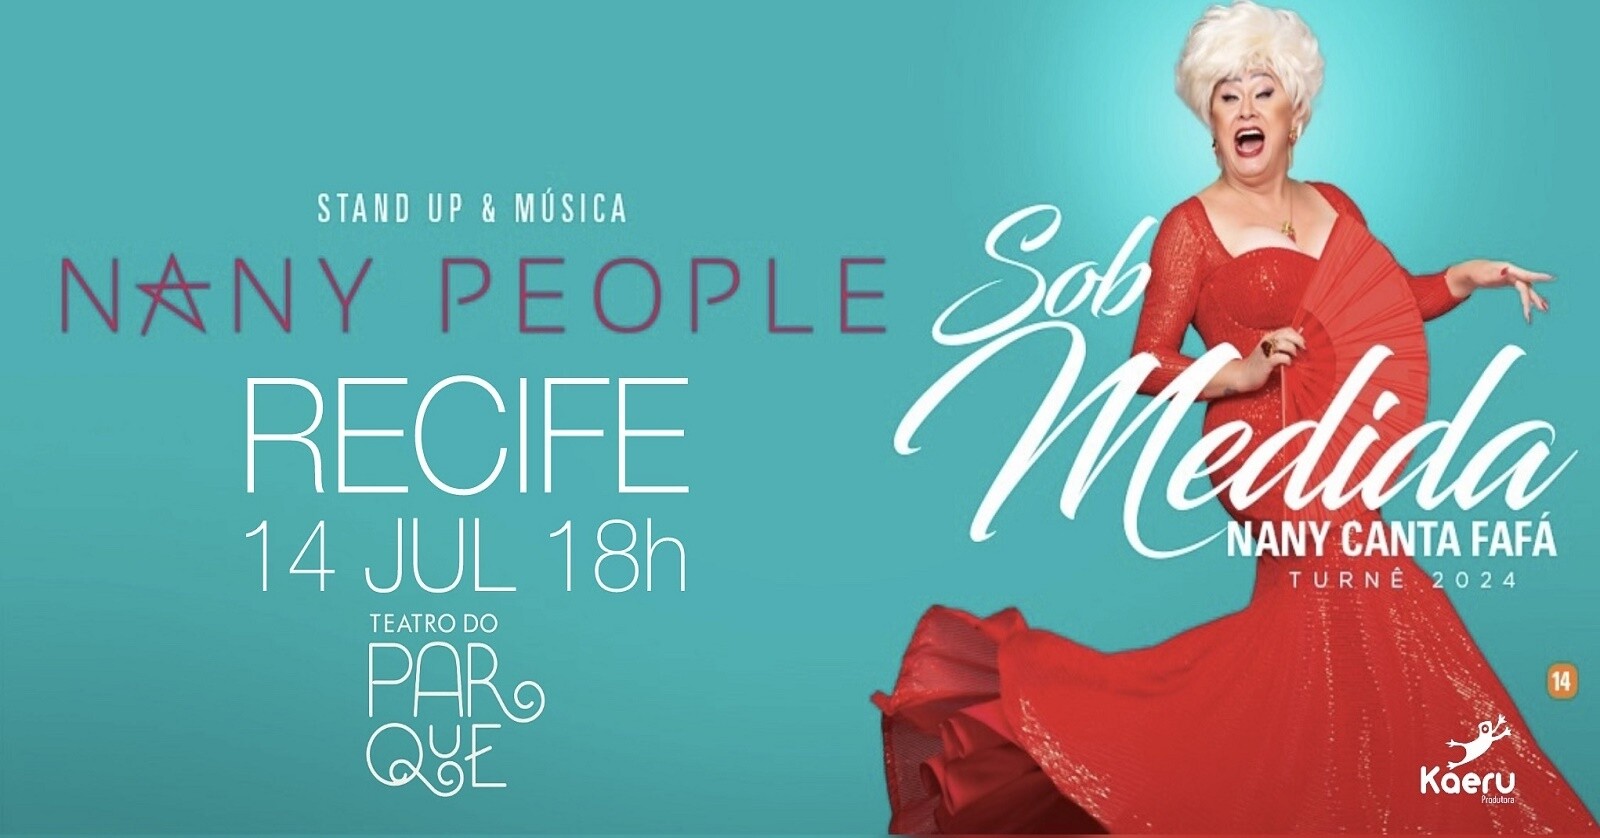 STAND UP & MÚSICA
NANY PEOPLE
RECIFE
14 JUL 18h
TEATRO DO
PAR
QUE
Sob
Medida
NANY CANTA FAFÁ
TURNÊ 2024
14
Kaeru
Produtora